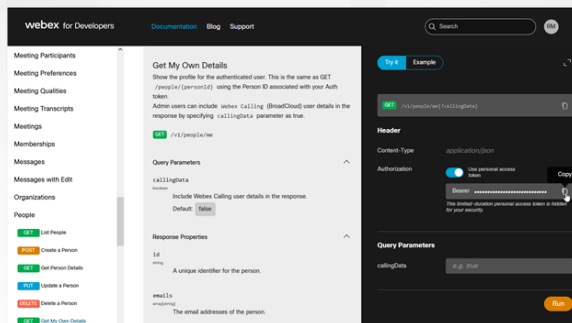 webex for Developers
Documentation
Blog
Support
Search
RM
Meeting Participants
Meeting Preferences
Meeting Qualities
Meeting Transcripts
Meetings
Memberships
Messages
Messages with Edit
Organizations
People
GET List People
POST Create a Person
GET Get Person Details
PUT Update a Person
DELETE Delete a Person
GET Get My Own Details
Get My Own Details
Show the profile for the authenticated user. This is the same as GET
/people/{personId} using the Person ID associated with your Auth
token.
Admin users can include Webex Calling (BroadCloud) user details in the
response by specifying callingData parameter as true.
GET /v1/people/me
Query Parameters
callingData
boolean
Include Webex Calling user details in the response.
Default: false
Response Properties
id
string
A unique identifier for the person.
emails
array[string]
The email addresses of the person.
Try it
Example
GET /v1/people/me{?callingData}
Header
Content-Type
application/json
Authorization
Use personal access
token
Copy
Bearer ••••••••••••••••••••••••••
This limited-duration personal access token is hidden
for your security
Query Parameters
callingData
e.g. true
Run